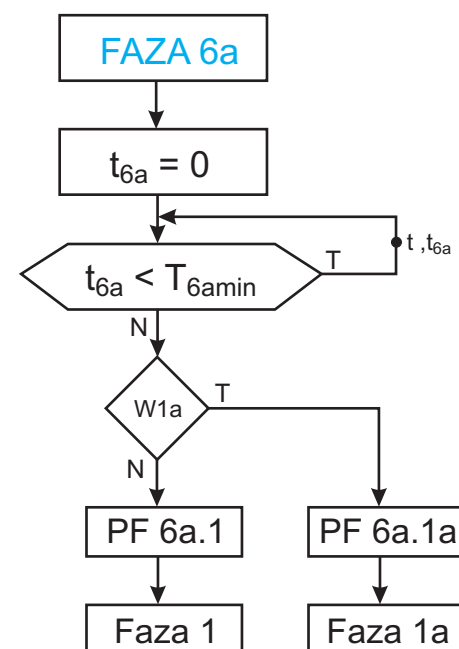 FAZA 6a
t6a = 0
t ,t6a
t6a < T6amin
T
N
W1a
T
N
PF 6a.1
PF 6a.1a
Faza 1
Faza 1a